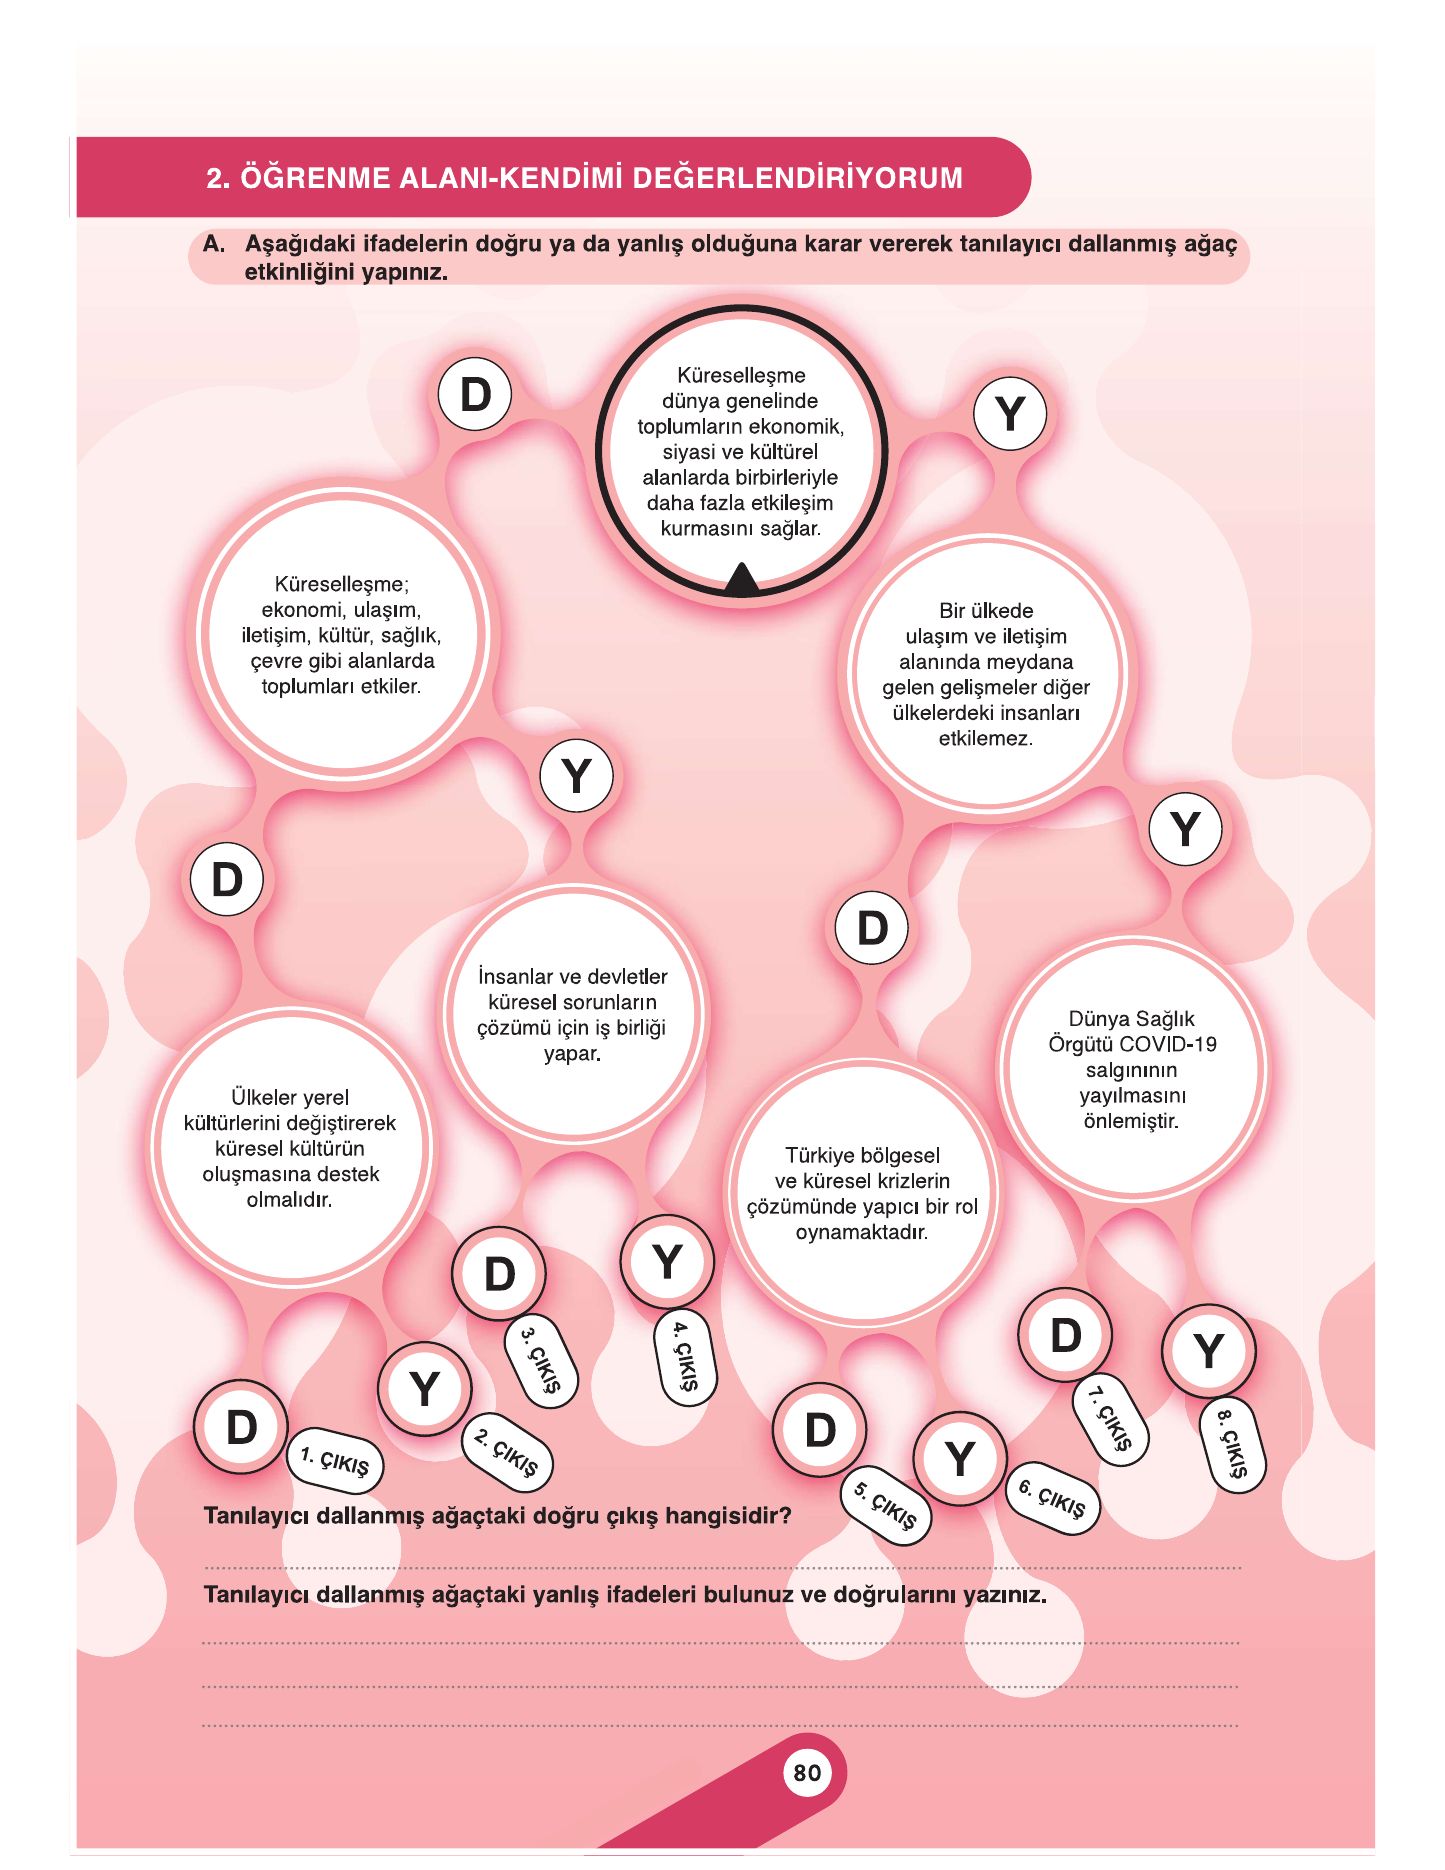 2. ÖĞRENME ALANI-KENDİMİ DEĞERLENDİRİYORUM
A. Aşağıdaki ifadelerin doğru ya da yanlış olduğuna karar vererek tanılayıcı dallanmış ağaç
etkinliğini yapınız.
Küreselleşme
dünya genelinde
toplumların ekonomik,
siyasi ve kültürel
alanlarda birbirleriyle
daha fazla etkileşim
kurmasını sağlar.
D
Y
Küreselleşme;
ekonomi, ulaşım,
iletişim, kültür, sağlık,
çevre gibi alanlarda
toplumları etkiler.
Bir ülkede
ulaşım ve iletişim
alanında meydana
gelen gelişmeler diğer
ülkelerdeki insanları
etkilemez.
D
Y
D
Y
Ülkeler yerel
kültürlerini değiştirerek
küresel kültürün
oluşmasına destek
olmalıdır.
İnsanlar ve devletler
küresel sorunların
çözümü için iş birliği
yapar.
Türkiye bölgesel
ve küresel krizlerin
çözümünde yapıcı bir rol
oynamaktadır.
Dünya Sağlık
Örgütü COVID-19
salgınının
yayılmasını
önlemiştir.
D
1. ÇIKIŞ
Y
2. ÇIKIŞ
D
3. ÇIKIŞ
Y
4. ÇIKIŞ
D
5. ÇIKIŞ
Y
6. ÇIKIŞ
D
7. ÇIKIŞ
Y
8. ÇIKIŞ
Tanılayıcı dallanmış ağaçtaki doğru çıkış hangisidir?
Tanılayıcı dallanmış ağaçtaki yanlış ifadeleri bulunuz ve doğrularını yazınız.
80